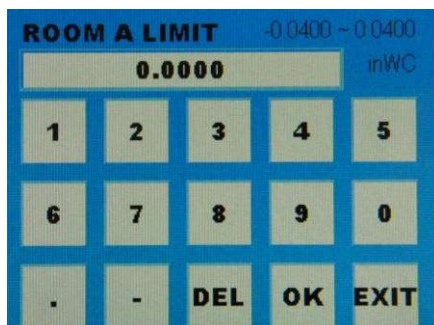 ROOM A LIMIT -0.0400 ~ 0.0400
0.0000 inWC
1 2 3 4 5
6 7 8 9 0
. - DEL OK EXIT